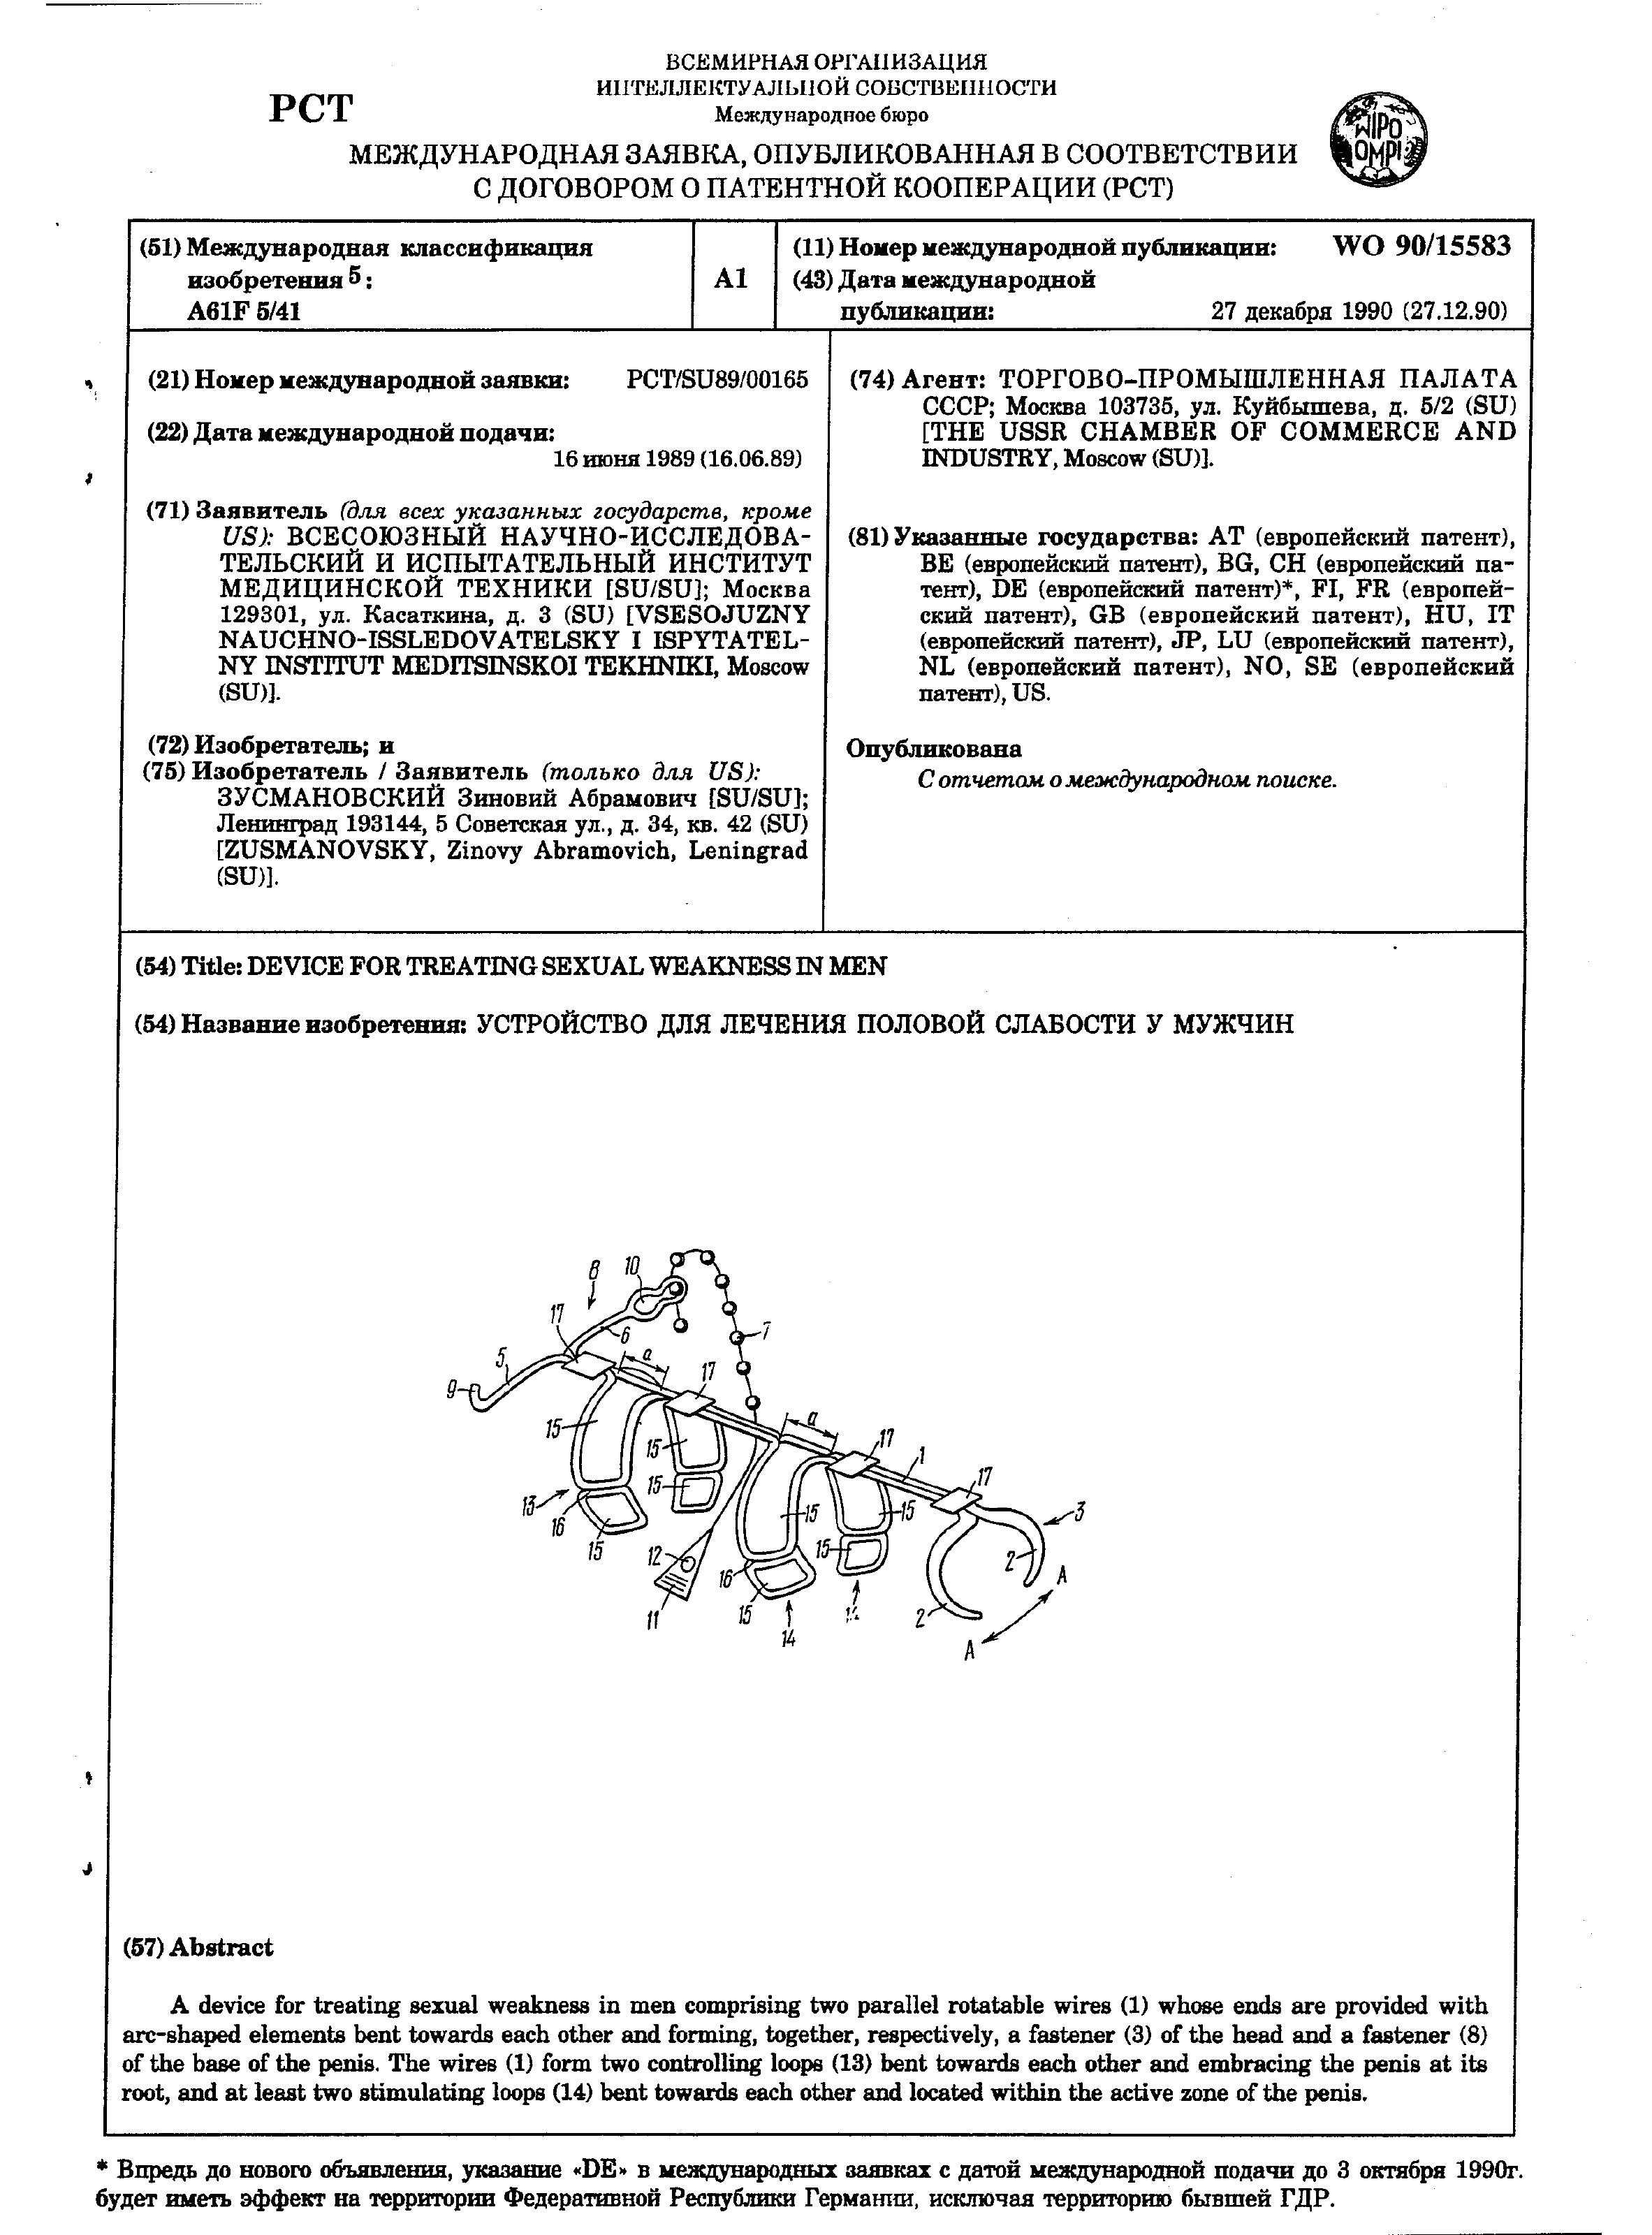 ВСЕМИРНАЯ ОРГАНИЗАЦИЯ
ИНТЕЛЛЕКТУАЛЬНОЙ СОБСТВЕННОСТИ
Международное бюро
PCT
WIPO
OMPI
МЕЖДУНАРОДНАЯ ЗАЯВКА, ОПУБЛИКОВАННАЯ В СООТВЕТСТВИИ
С ДОГОВОРОМ О ПАТЕНТНОЙ КООПЕРАЦИИ (PCT)
(51) Международная классификация
изобретения 5:
A61F 5/41
A1
(11) Номер международной публикации: WO 90/15583
(43) Дата международной
публикации: 27 декабря 1990 (27.12.90)
(21) Номер международной заявки: PCT/SU89/00165
(22) Дата международной подачи:
16 июня 1989 (16.06.89)
(71) Заявитель (для всех указанных государств, кроме
US): ВСЕСОЮЗНЫЙ НАУЧНО-ИССЛЕДОВА-
ТЕЛЬСКИЙ И ИСПЫТАТЕЛЬНЫЙ ИНСТИТУТ
МЕДИЦИНСКОЙ ТЕХНИКИ [SU/SU]; Москва
129301, ул. Касаткина, д. 3 (SU) [VSESOJUZNY
NAUCHNO-ISSLEDOVATELSKY I ISPYTATEL-
NY INSTITUT MEDITSINSKOI TEKHNIKI, Moscow
(SU)].
(72) Изобретатель; и
(75) Изобретатель / Заявитель (только для US):
ЗУСМАНОВСКИЙ Зиновий Абрамович [SU/SU];
Ленинград 193144, 5 Советская ул., д. 34, кв. 42 (SU)
[ZUSMANOVSKY, Zinovy Abramovich, Leningrad
(SU)].
(74) Агент: ТОРГОВО-ПРОМЫШЛЕННАЯ ПАЛАТА
СССР; Москва 103735, ул. Куйбышева, д. 5/2 (SU)
[THE USSR CHAMBER OF COMMERCE AND
INDUSTRY, Moscow (SU)].
(81) Указанные государства: AT (европейский патент),
BE (европейский патент), BG, CH (европейский па-
тент), DE (европейский патент)*, FI, FR (европей-
ский патент), GB (европейский патент), HU, IT
(европейский патент), JP, LU (европейский патент),
NL (европейский патент), NO, SE (европейский
патент), US.
Опубликована
С отчетом о международном поиске.
(54) Title: DEVICE FOR TREATING SEXUAL WEAKNESS IN MEN
(54) Название изобретения: УСТРОЙСТВО ДЛЯ ЛЕЧЕНИЯ ПОЛОВОЙ СЛАБОСТИ У МУЖЧИН
8 10
17
6 7
5 a 17
9
15 15 a 17
1
15 17
13 16 15 15 3
15 12 16 15 2 A
11 15 14 14 2
A
(57) Abstract
A device for treating sexual weakness in men comprising two parallel rotatable wires (1) whose ends are provided with
arc-shaped elements bent towards each other and forming, together, respectively, a fastener (3) of the head and a fastener (8)
of the base of the penis. The wires (1) form two controlling loops (13) bent towards each other and embracing the penis at its
root, and at least two stimulating loops (14) bent towards each other and located within the active zone of the penis.
* Впредь до нового объявления, указание «DE» в международных заявках с датой международной подачи до 3 октября 1990г.
будет иметь эффект на территории Федеративной Республики Германии, исключая территорию бывшей ГДР.